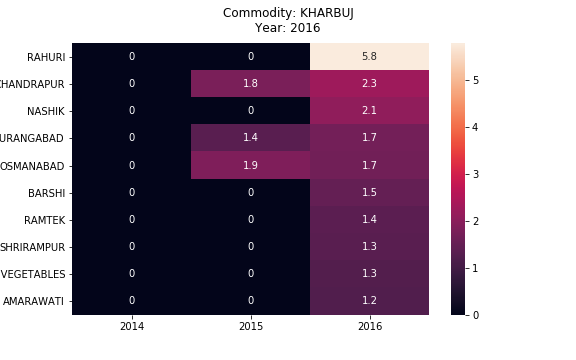 Commodity: KHARBUJ
Year: 2016
RAHURI 0 0 5.8
HANDRAPUR 0 1.8 2.3
NASHIK 0 0 2.1
URANGABAD 0 1.4 1.7
OSMANABAD 0 1.9 1.7
BARSHI 0 0 1.5
RAMTEK 0 0 1.4
SHRIRAMPUR 0 0 1.3
VEGETABLES 0 0 1.3
AMARAWATI 0 0 1.2
2014 2015 2016
5
4
3
2
1
0